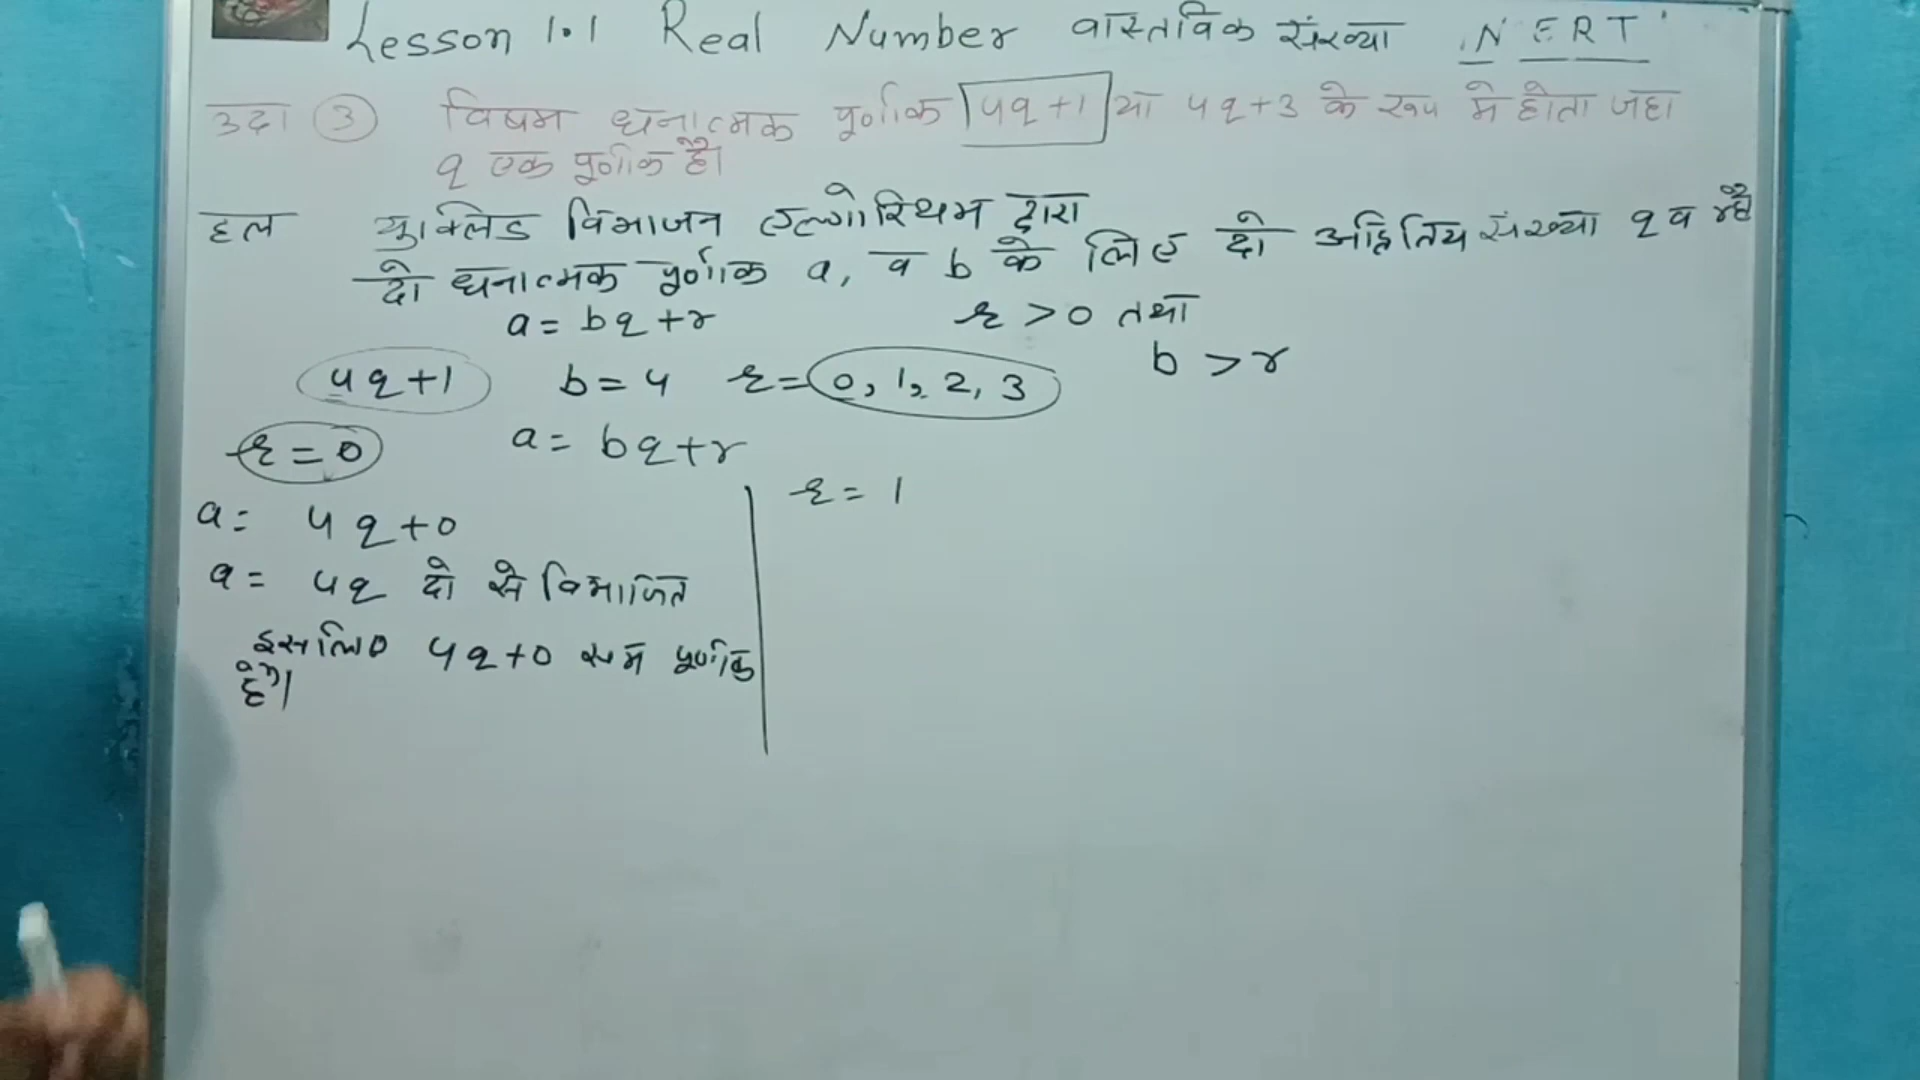 Lesson 1.1 Real Number वास्तविक संख्या NERT
उदा ③ विषम धनात्मक पूर्णांक 4q+1 या 4q+3 के रूप मे होता जहा
q एक पूर्णांक है।
हल युक्लिड विभाजन एल्गोरिथम द्वारा
दो धनात्मक पूर्णांक a, व b के लिए दो अद्वितिय संख्या q व r है
a = bq+r r > 0 तथा
b > r
4q+1 b = 4 r = 0, 1, 2, 3
r = 0 a = bq+r
a = 4q+0
a = 4q दो से विभाजित
इसलिए 4q+0 सम पूर्णांक
है।
r = 1